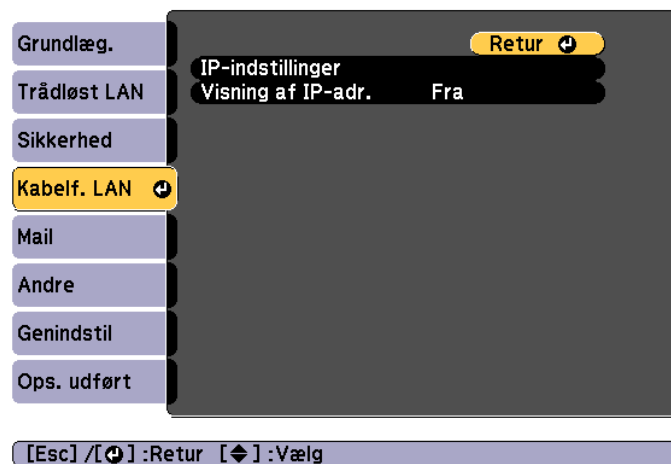 Grundlæg.
Retur
IP-indstillinger
Trådløst LAN
Visning af IP-adr. Fra
Sikkerhed
Kabelf. LAN
Mail
Andre
Genindstil
Ops. udført
[Esc] /[⏎] :Retur [◆] :Vælg